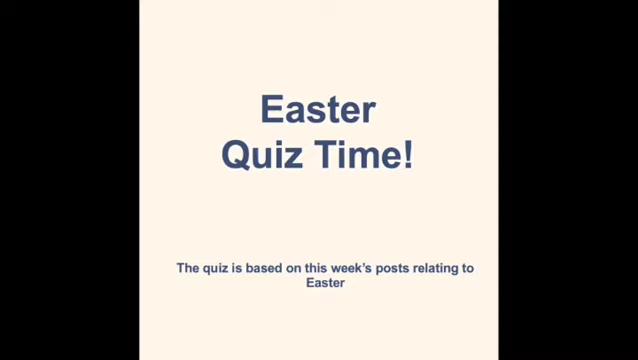 Easter
Quiz Time!
The quiz is based on this week's posts relating to
Easter